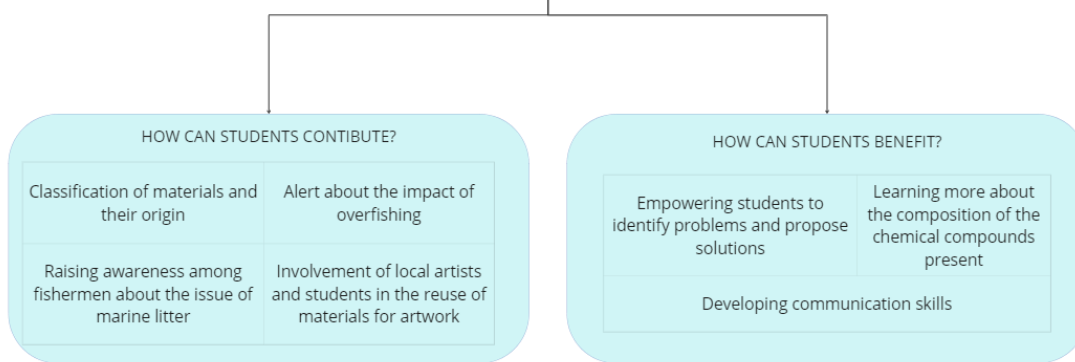 HOW CAN STUDENTS CONTIBUTE?
Classification of materials and
their origin
Alert about the impact of
overfishing
Raising awareness among
fishermen about the issue of
marine litter
Involvement of local artists
and students in the reuse of
materials for artwork
HOW CAN STUDENTS BENEFIT?
Empowering students to
identify problems and propose
solutions
Learning more about
the composition of the
chemical compounds
present
Developing communication skills